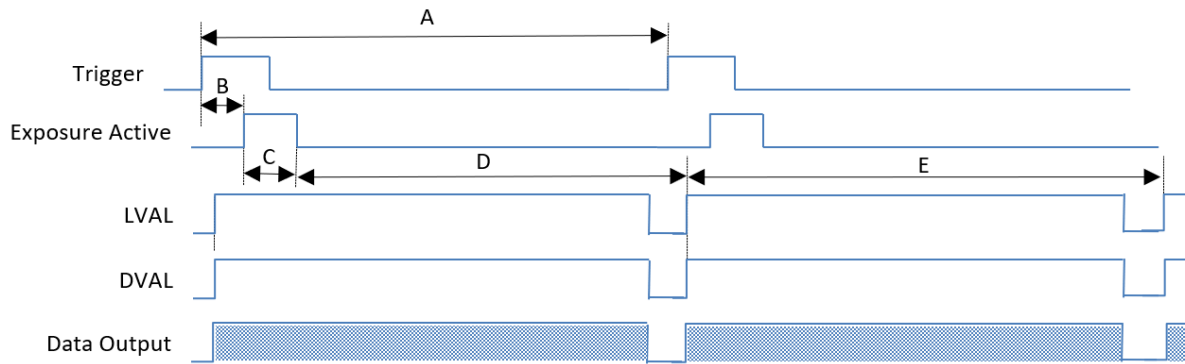 A
Trigger
B
Exposure Active
C
D
E
LVAL
DVAL
Data Output